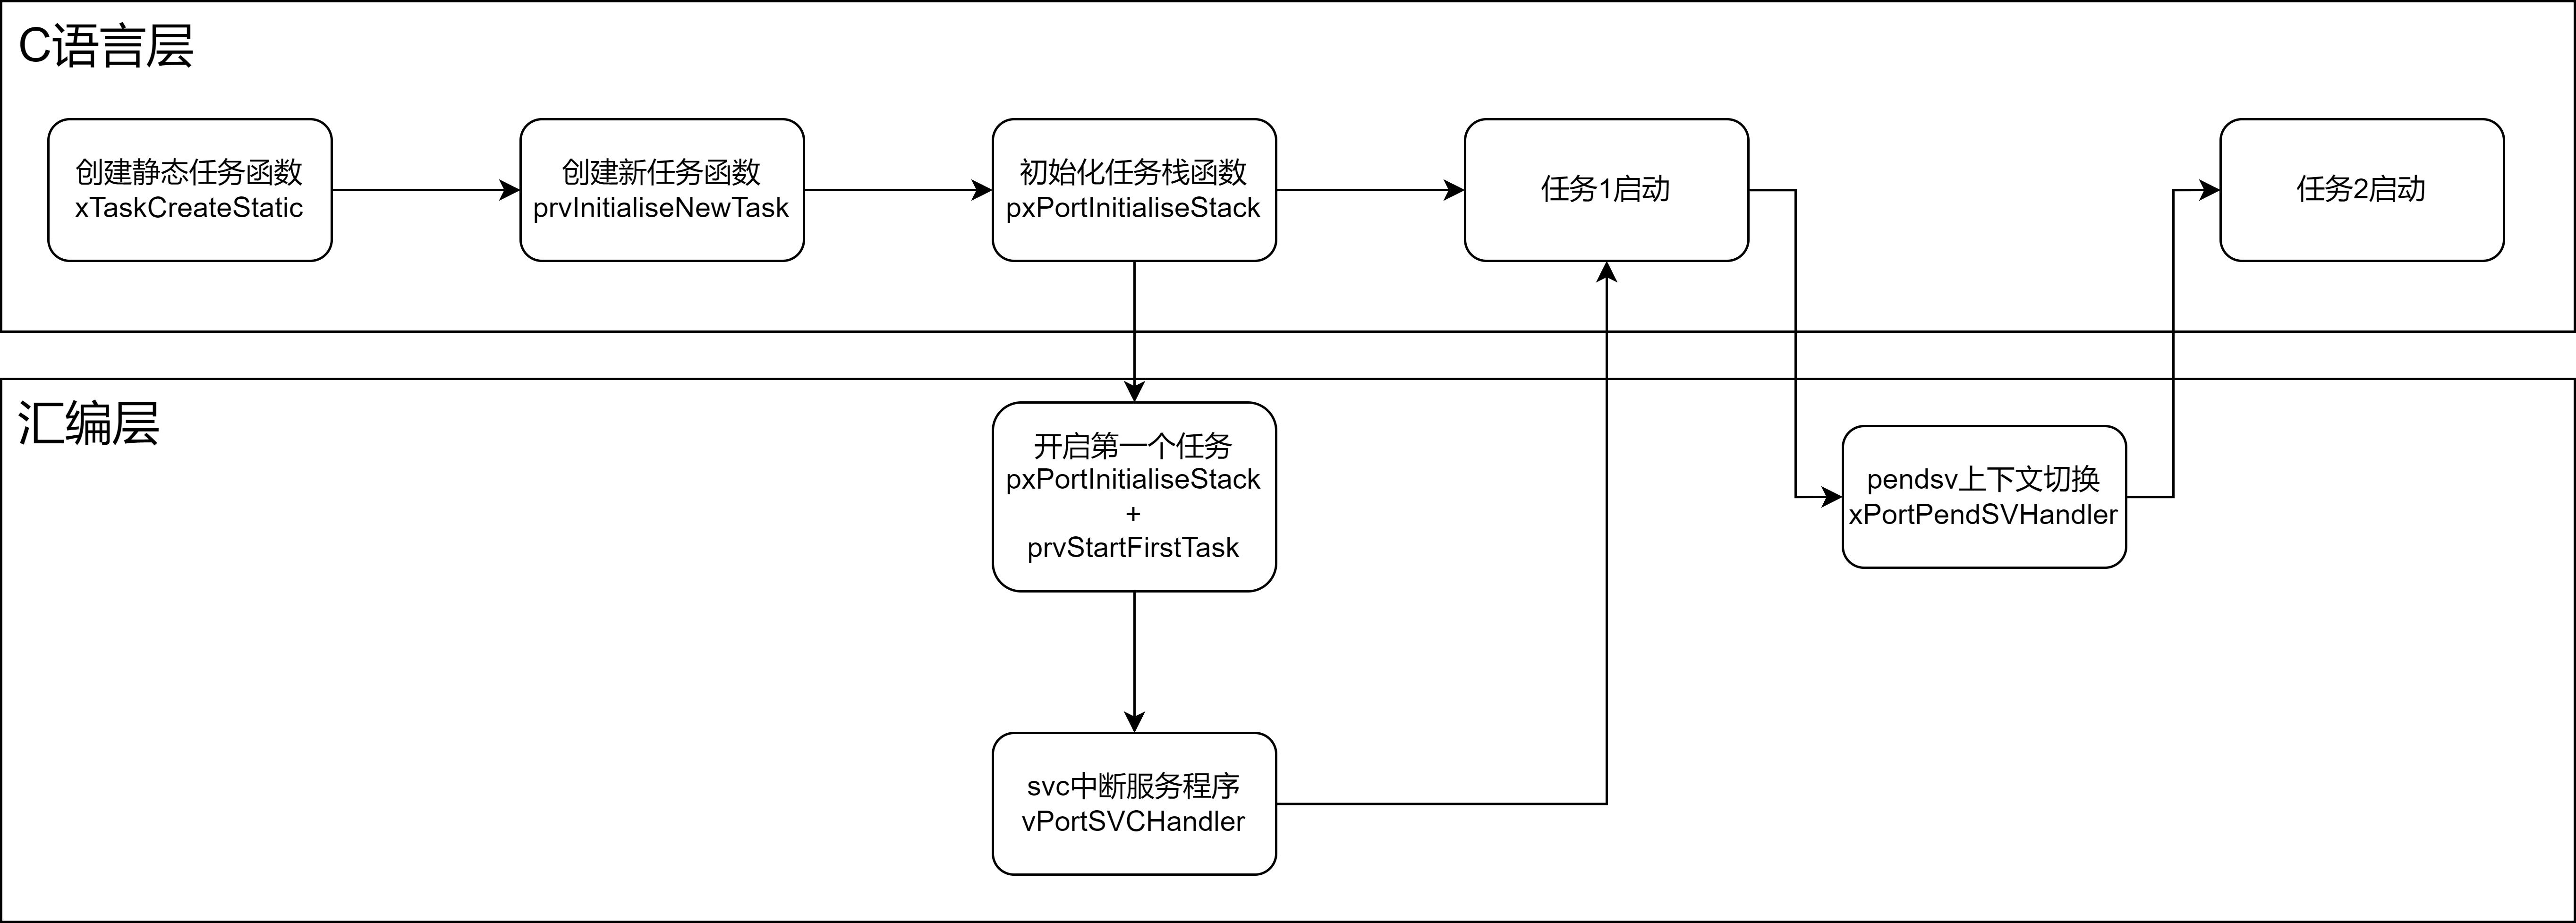 C语言层
创建静态任务函数
xTaskCreateStatic
创建新任务函数
prvInitialiseNewTask
初始化任务栈函数
pxPortInitialiseStack
任务1启动
任务2启动
汇编层
开启第一个任务
pxPortInitialiseStack
+
prvStartFirstTask
pendsv上下文切换
xPortPendSVHandler
svc中断服务程序
vPortSVCHandler